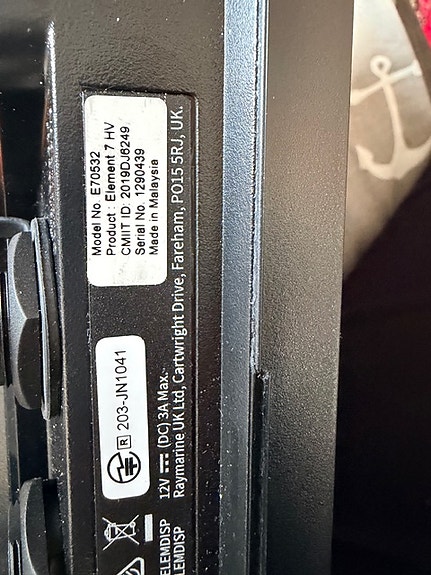 Model No. E70532
Product : Element 7 HV
CMIIT ID: 2019DJ6249
Serial No. 1290439
Made in Malaysia
R 203-JN1041
12V (DC) 3A Max.
Raymarine UK Ltd, Cartwright Drive, Fareham, PO15 5RJ, UK.
ELEMDISP
ELEMDISP